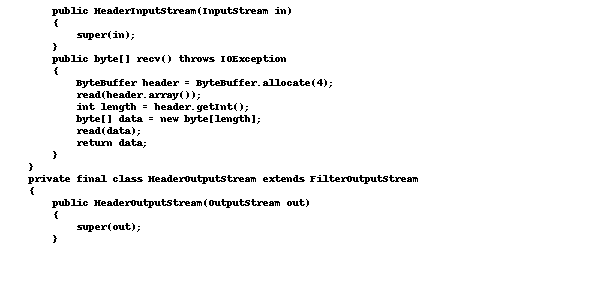 public HeaderInputStream(InputStream in)
{
super(in);
}
public byte[] recv() throws IOException
{
ByteBuffer header = ByteBuffer.allocate(4);
read(header.array());
int length = header.getInt();
byte[] data = new byte[length];
read(data);
return data;
}
}
private final class HeaderOutputStream extends FilterOutputStream
{
public HeaderOutputStream(OutputStream out)
{
super(out);
}